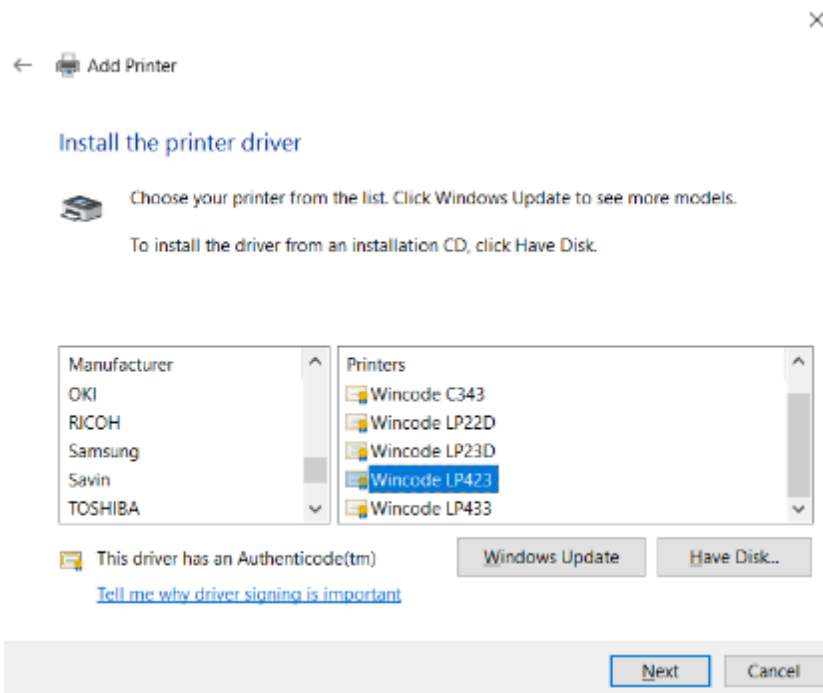 Add Printer
Install the printer driver
Choose your printer from the list. Click Windows Update to see more models.
To install the driver from an installation CD, click Have Disk.
Manufacturer
OKI
RICOH
Samsung
Savin
TOSHIBA
Printers
Wincode C343
Wincode LP22D
Wincode LP23D
Wincode LP423
Wincode LP433
This driver has an Authenticode(tm)
Tell me why driver signing is important
Windows Update
Have Disk...
Next
Cancel